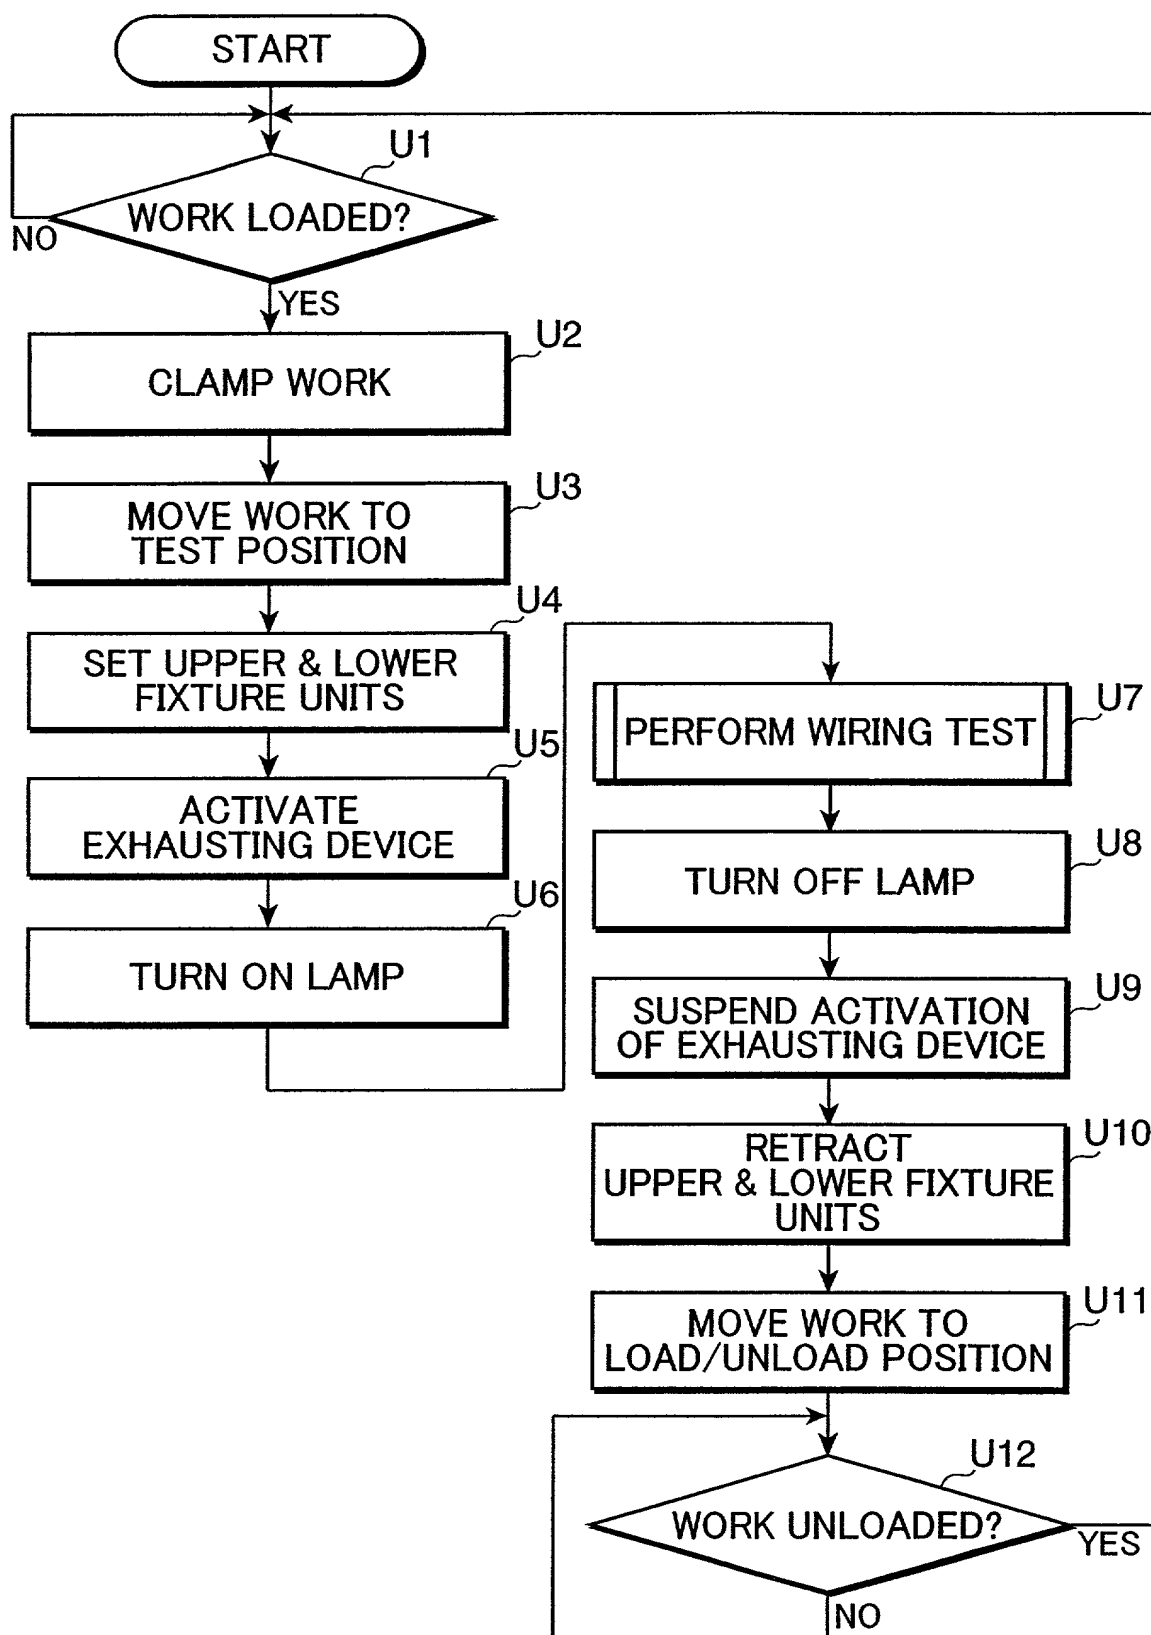 START
U1
WORK LOADED?
NO
YES
U2
CLAMP WORK
U3
MOVE WORK TO
TEST POSITION
U4
SET UPPER & LOWER
FIXTURE UNITS
U5
ACTIVATE
EXHAUSTING DEVICE
U6
TURN ON LAMP
U7
PERFORM WIRING TEST
U8
TURN OFF LAMP
U9
SUSPEND ACTIVATION
OF EXHAUSTING DEVICE
U10
RETRACT
UPPER & LOWER FIXTURE
UNITS
U11
MOVE WORK TO
LOAD/UNLOAD POSITION
U12
WORK UNLOADED?
YES
NO